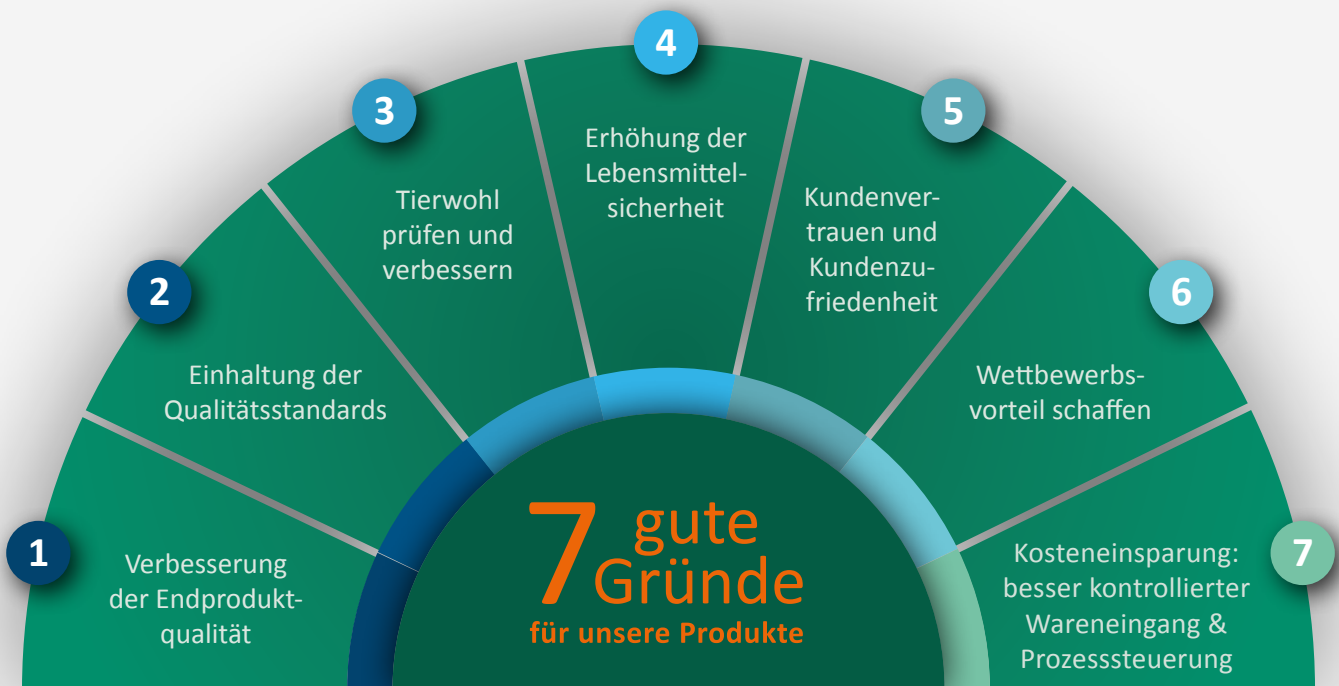 1
Verbesserung
der Endprodukt-
qualität
2
Einhaltung der
Qualitätsstandards
3
Tierwohl
prüfen und
verbessern
4
Erhöhung der
Lebensmittel-
sicherheit
5
Kundenver-
trauen und
Kundenzu-
friedenheit
6
Wettbewerbs-
vorteil schaffen
7
Kosteneinsparung:
besser kontrollierter
Wareneingang &
Prozesssteuerung
7 gute
Gründe
für unsere Produkte